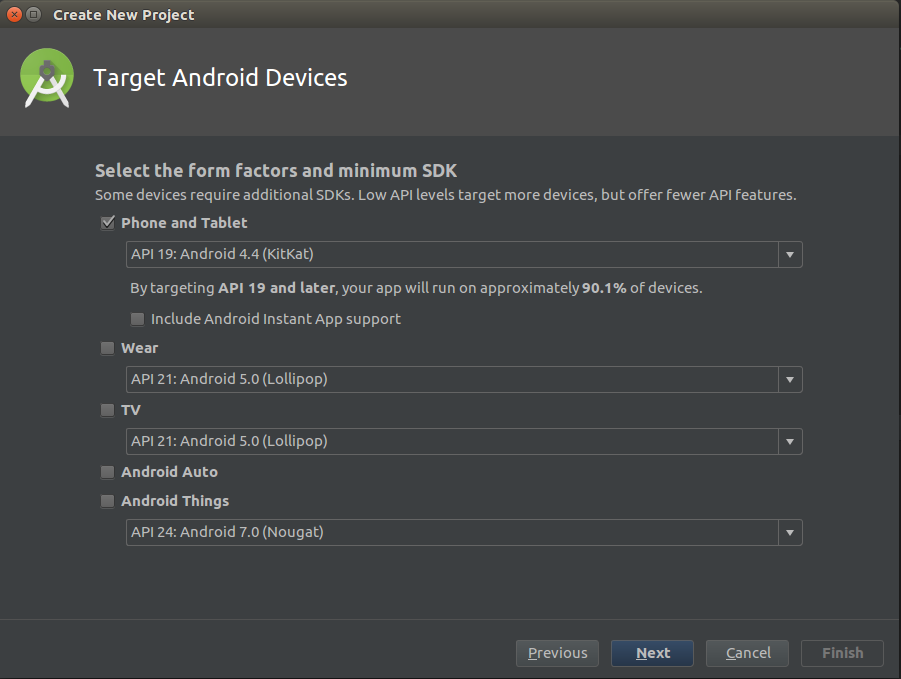 Create New Project
Target Android Devices
Select the form factors and minimum SDK
Some devices require additional SDKs. Low API levels target more devices, but offer fewer API features.
Phone and Tablet
API 19: Android 4.4 (KitKat)
By targeting API 19 and later, your app will run on approximately 90.1% of devices.
Include Android Instant App support
Wear
API 21: Android 5.0 (Lollipop)
TV
API 21: Android 5.0 (Lollipop)
Android Auto
Android Things
API 24: Android 7.0 (Nougat)
Previous Next Cancel Finish